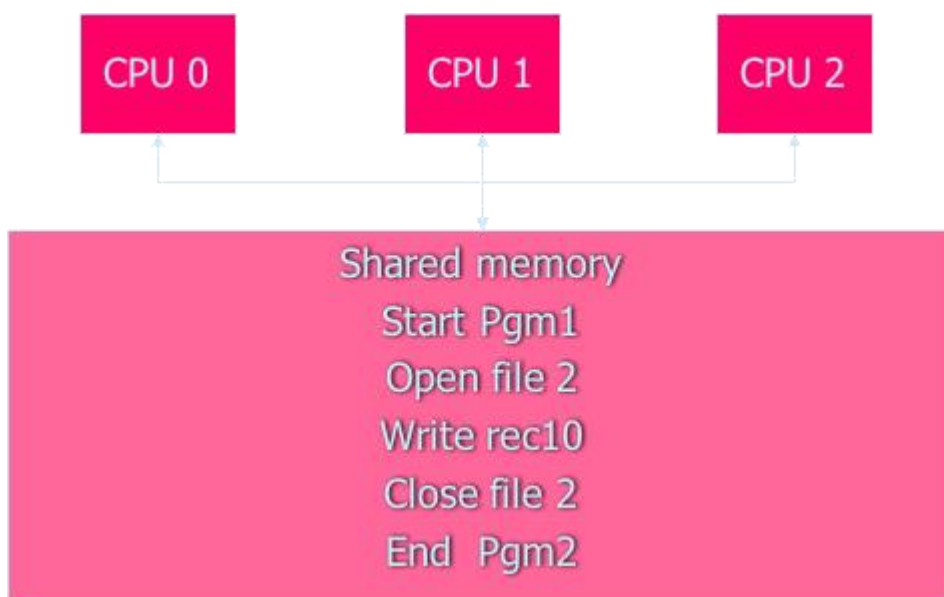 CPU 0 CPU 1 CPU 2
Shared memory
Start Pgm1
Open file 2
Write rec10
Close file 2
End Pgm2